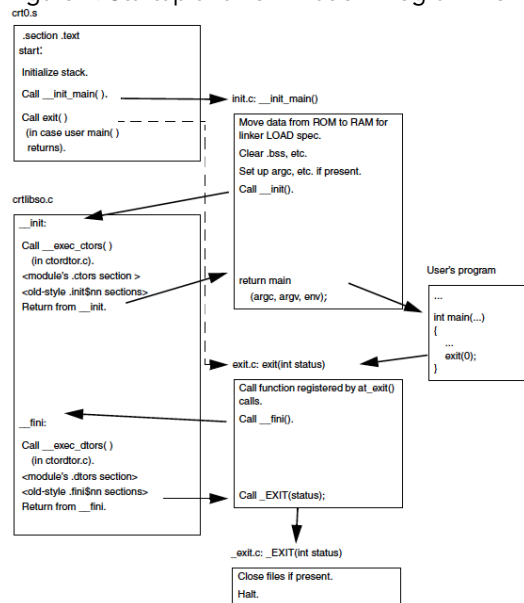 crt0.s
.section .text
start:
Initialize stack.
Call __init_main( ).
Call exit( )
(in case user main( )
returns).
init.c: __init_main()
Move data from ROM to RAM for
linker LOAD spec.
Clear .bss, etc.
Set up argc, etc. if present.
Call __init().
return main
(argc, argv, env);
crtlibso.c
__init:
Call __exec_ctors( )
(in ctordtor.c).
<module's .ctors section >
<old-style .init$nn sections>
Return from __init.
User's program
...
int main(...)
{
...
exit(0);
}
exit.c: exit(int status)
Call function registered by at_exit()
calls.
Call __fini().
Call _EXIT(status);
__fini:
Call __exec_dtors( )
(in ctordtor.c).
<module's .dtors section>
<old-style .fini$nn sections>
Return from __fini.
_exit.c: _EXIT(int status)
Close files if present.
Halt.